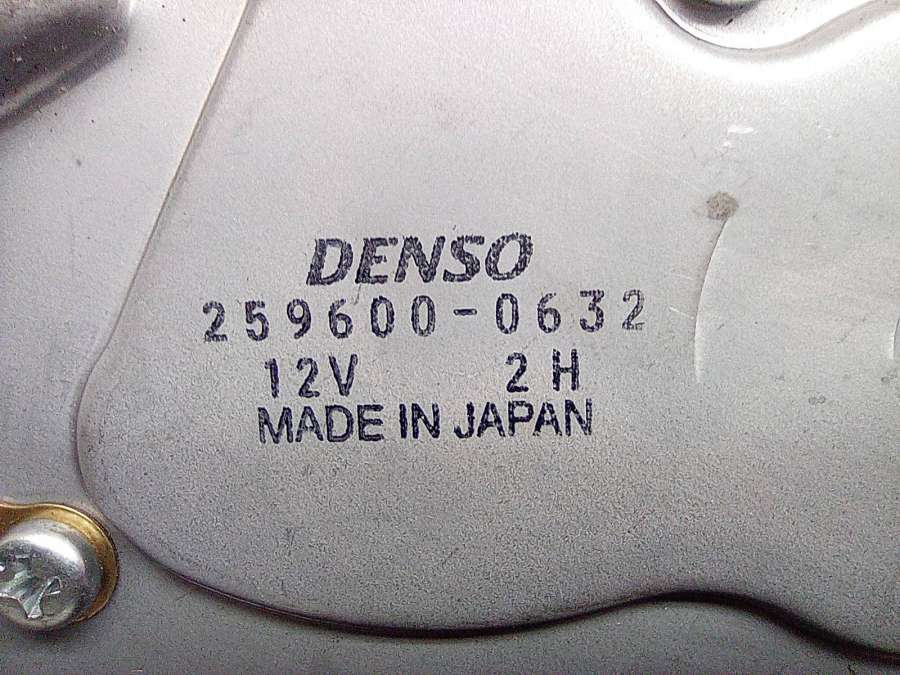 DENSO
259600-0632
12V 2H
MADE IN JAPAN